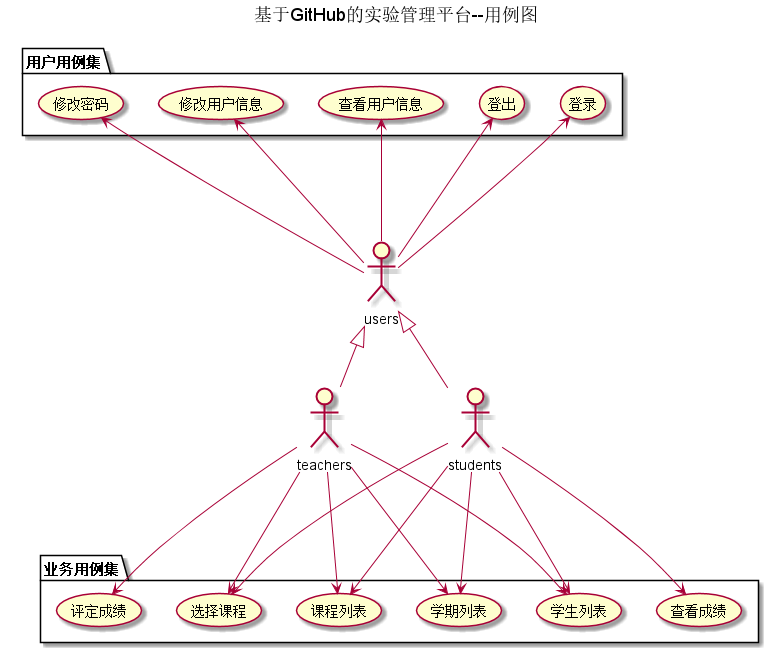 基于GitHub的实验管理平台--用例图
用户用例集
修改密码
修改用户信息
查看用户信息
登出
登录
users
teachers
students
业务用例集
评定成绩
选择课程
课程列表
学期列表
学生列表
查看成绩